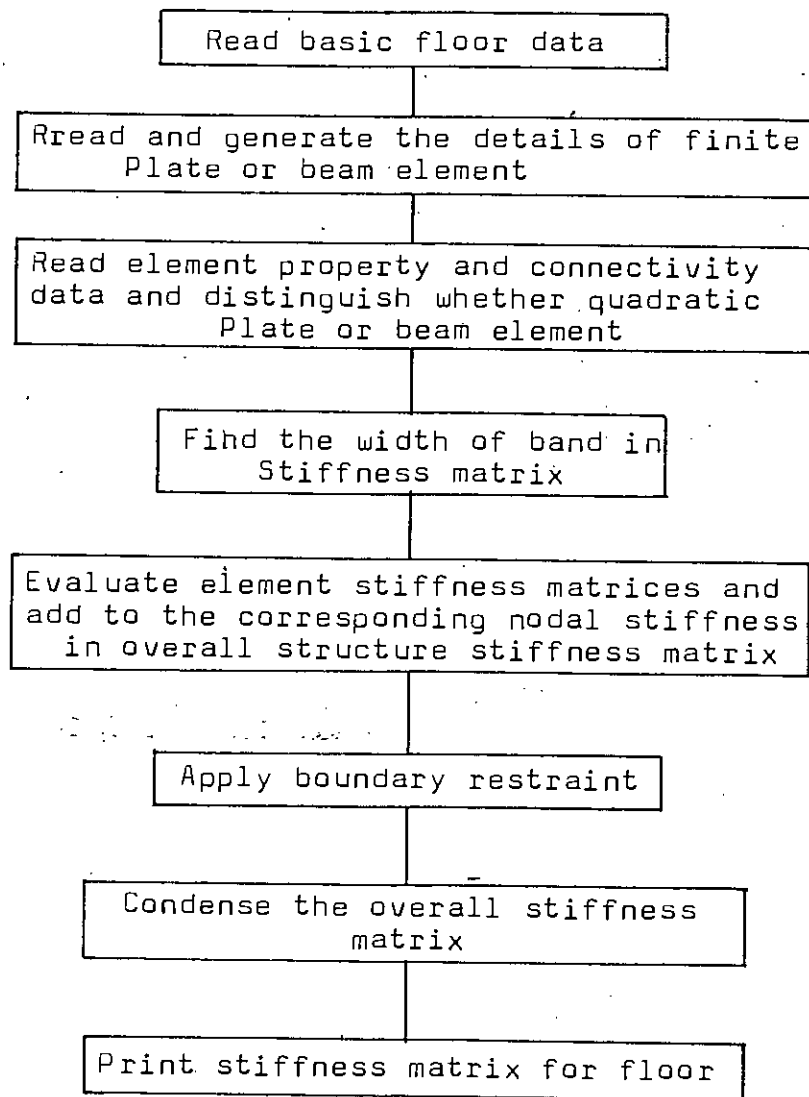 Read basic floor data
Rread and generate the details of finite
Plate or beam element
Read element property and connectivity
data and distinguish whether quadratic
Plate or beam element
Find the width of band in
Stiffness matrix
Evaluate element stiffness matrices and
add to the corresponding nodal stiffness
in overall structure stiffness matrix
Apply boundary restraint
Condense the overall stiffness
matrix
Print stiffness matrix for floor